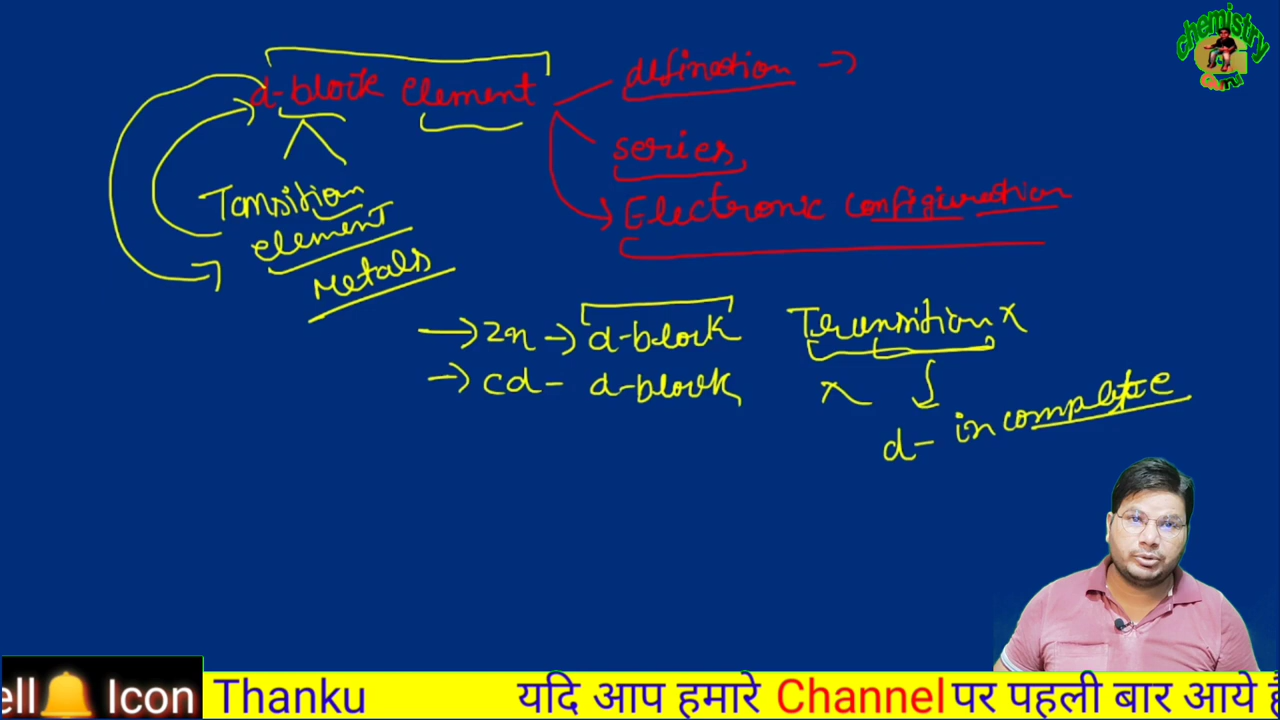 chemistry
d-block element
defination →
series,
Electronic configuration
Tansition
element
Metals
→ Zn → d-block Transition x
→ cd - d-block x
d- incomplete
ell🔔 Icon Thanku यदि आप हमारे Channel पर पहली बार आये